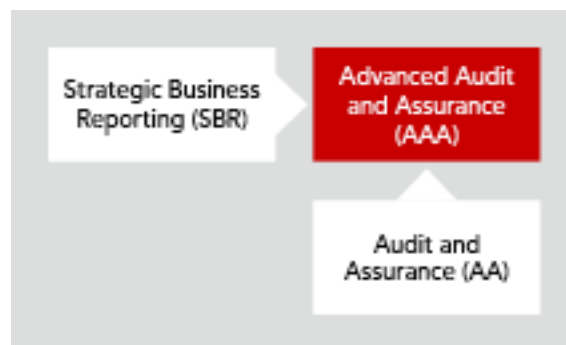 Strategic Business
Reporting (SBR)
Advanced Audit
and Assurance
(AAA)
Audit and
Assurance (AA)